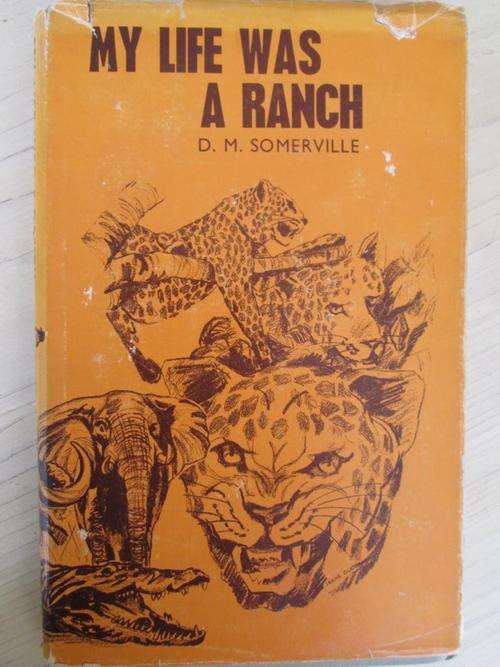 MY LIFE WAS
A RANCH
D. M. SOMERVILLE